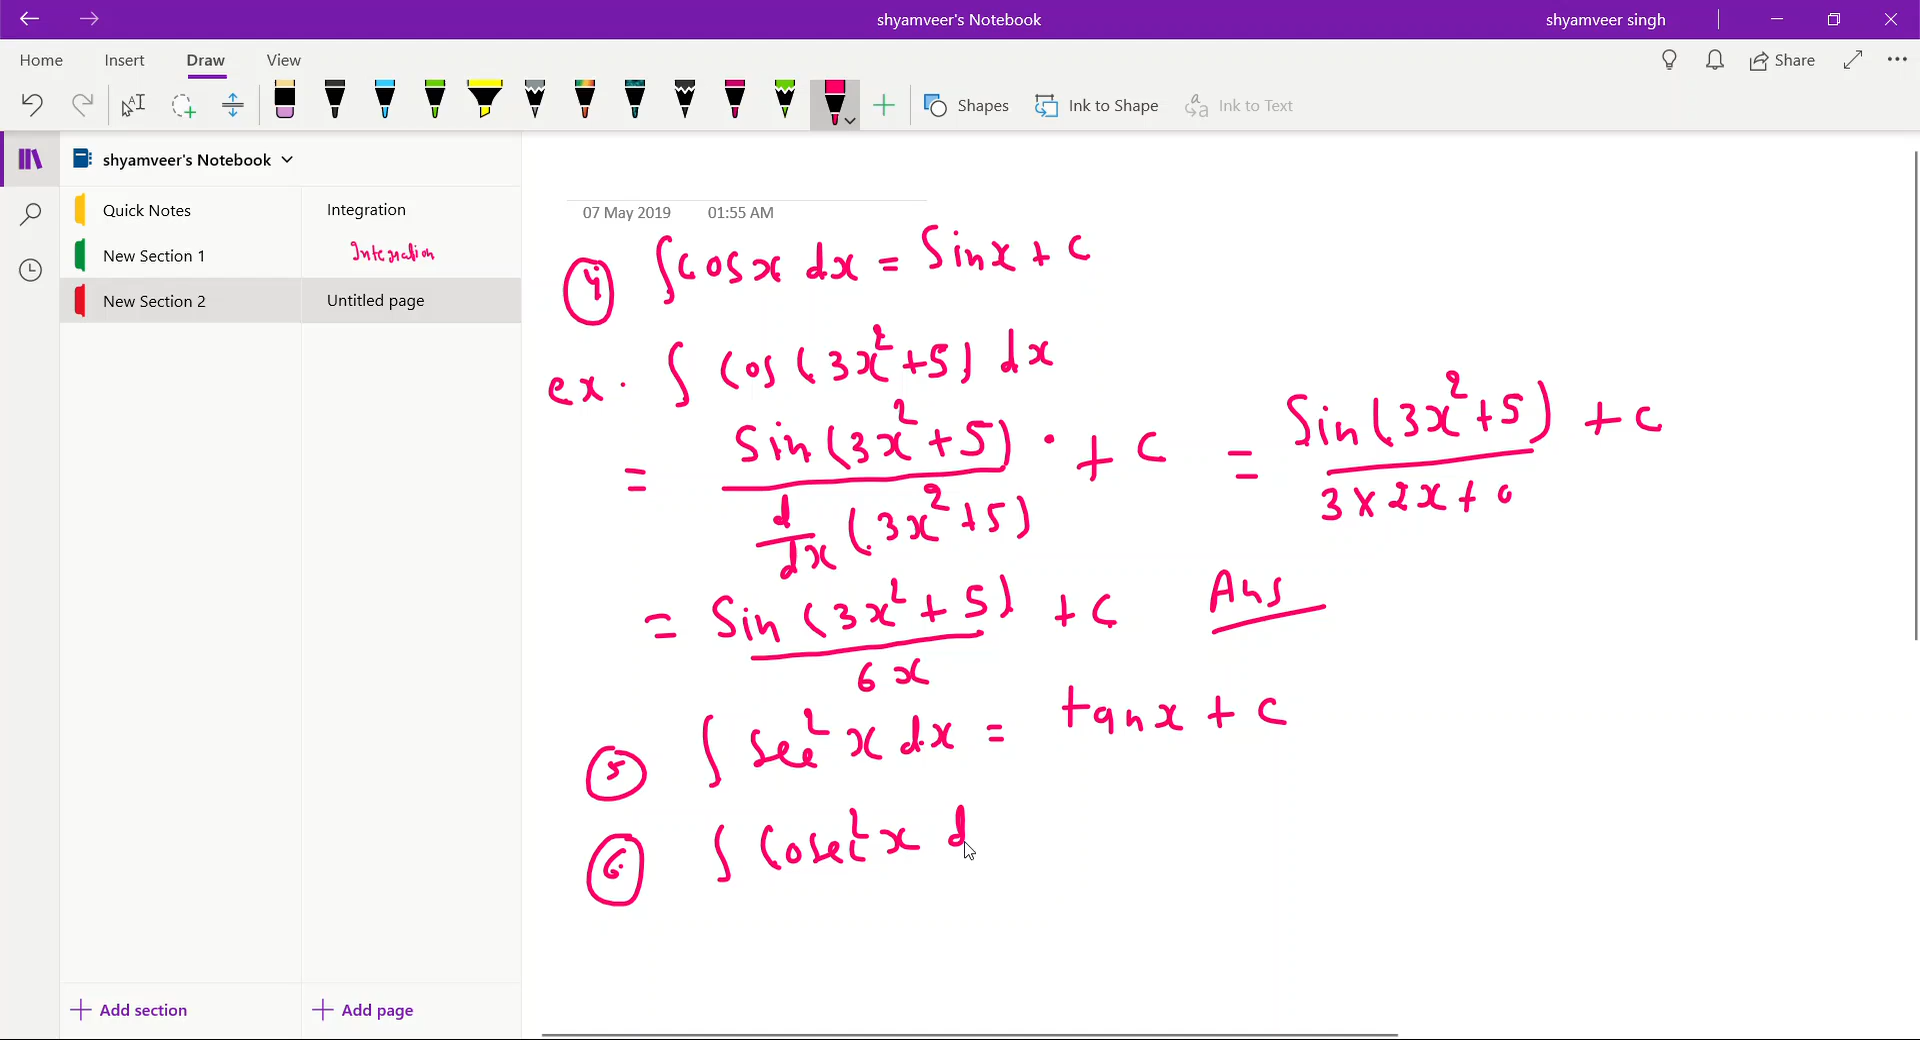 shyamveer's Notebook
shyamveer singh
Home Insert Draw View
Share
Shapes Ink to Shape Ink to Text
shyamveer's Notebook
Quick Notes
New Section 1
New Section 2
Integration
Integration
Untitled page
07 May 2019 01:55 AM
④ ∫cosx dx = Sinx + c
ex. ∫ Cos (3x²+5) dx
= Sin(3x²+5) / d/dx (3x²+5) · + c = Sin(3x²+5) / 3×2x+0 + c
= Sin (3x²+5) / 6x + c Ans
⑤ ∫ sec² x dx = tanx + c
⑥ ∫ Cosec² x d
Add section
Add page